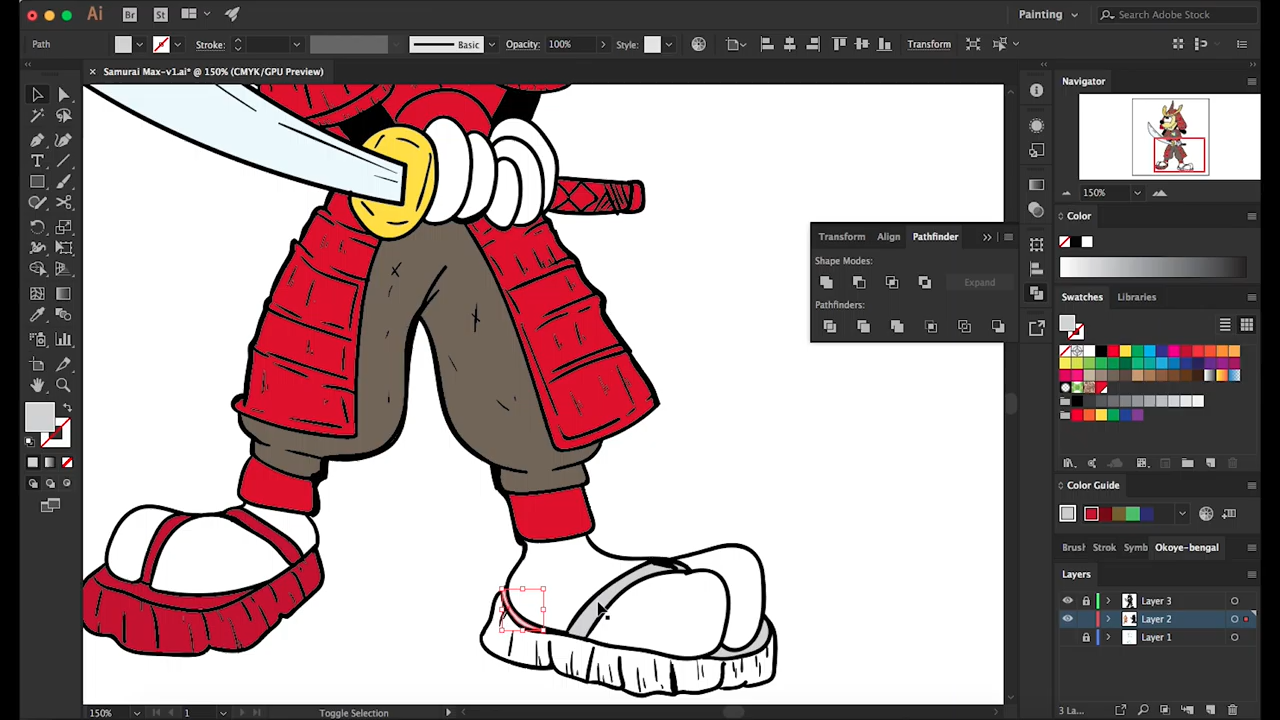 Ai Br St Painting Search Adobe Stock
Path Stroke: Basic Opacity: 100% Style: Transform
× Samurai Max-v1.ai* @ 150% (CMYK/GPU Preview)
Navigator
150%
Transform Align Pathfinder
Color
Shape Modes:
Expand
Pathfinders:
Swatches Libraries
Color Guide
Brush Strok Symb Okoye-bengal
Layers
Layer 3
Layer 2
Layer 1
150% 1 Toggle Selection 3 La...